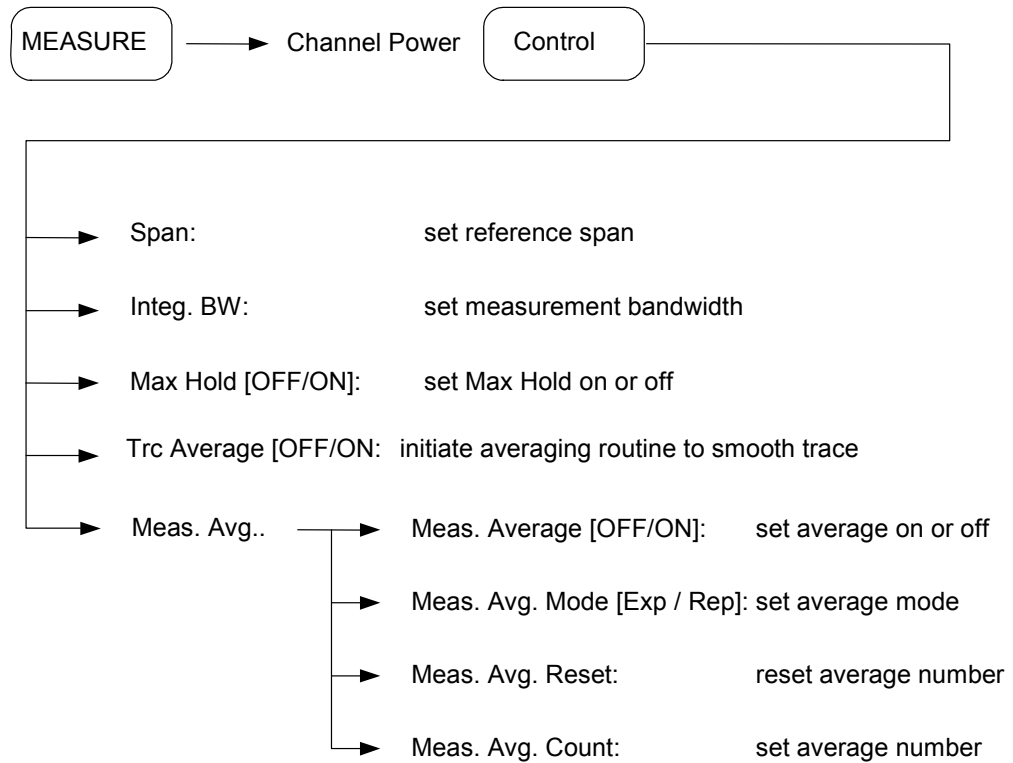 MEASURE Channel Power Control
Span: set reference span
Integ. BW: set measurement bandwidth
Max Hold [OFF/ON]: set Max Hold on or off
Trc Average [OFF/ON: initiate averaging routine to smooth trace
Meas. Avg.. Meas. Average [OFF/ON]: set average on or off
Meas. Avg. Mode [Exp / Rep]: set average mode
Meas. Avg. Reset: reset average number
Meas. Avg. Count: set average number